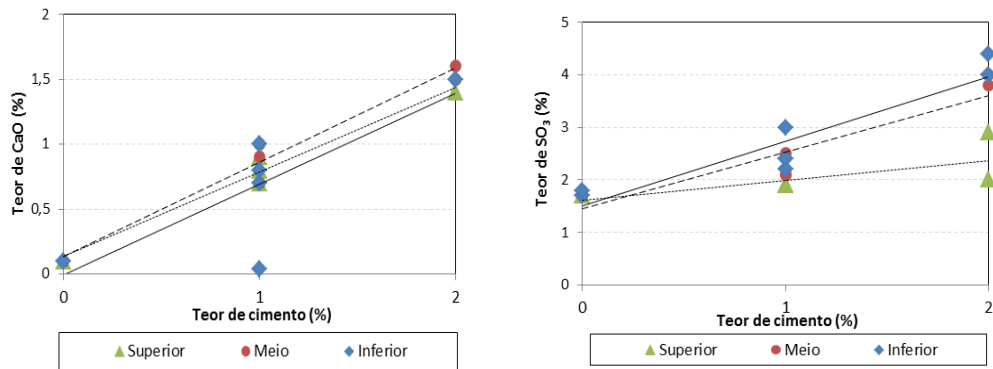 2
1,5
1
0,5
0
Teor de CaO (%)
0 1 2
Teor de cimento (%)
Superior Meio Inferior
5
4
3
2
1
0
Teor de SO₃ (%)
0 1 2
Teor de cimento (%)
Superior Meio Inferior